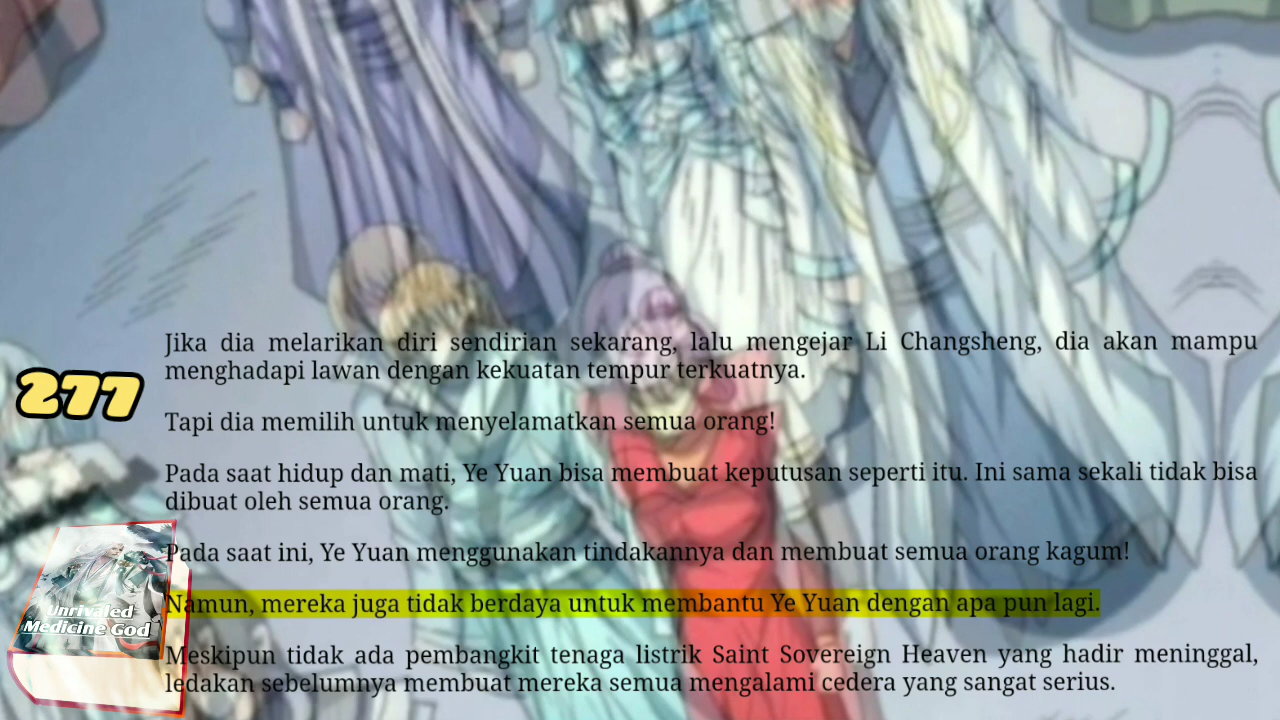 Jika dia melarikan diri sendirian sekarang, lalu mengejar Li Changsheng, dia akan mampu
menghadapi lawan dengan kekuatan tempur terkuatnya.
277
Tapi dia memilih untuk menyelamatkan semua orang!
Pada saat hidup dan mati, Ye Yuan bisa membuat keputusan seperti itu. Ini sama sekali tidak bisa
dibuat oleh semua orang.
Pada saat ini, Ye Yuan menggunakan tindakannya dan membuat semua orang kagum!
Namun, mereka juga tidak berdaya untuk membantu Ye Yuan dengan apa pun lagi.
Unrivaled
Medicine God
Meskipun tidak ada pembangkit tenaga listrik Saint Sovereign Heaven yang hadir meninggal,
ledakan sebelumnya membuat mereka semua mengalami cedera yang sangat serius.